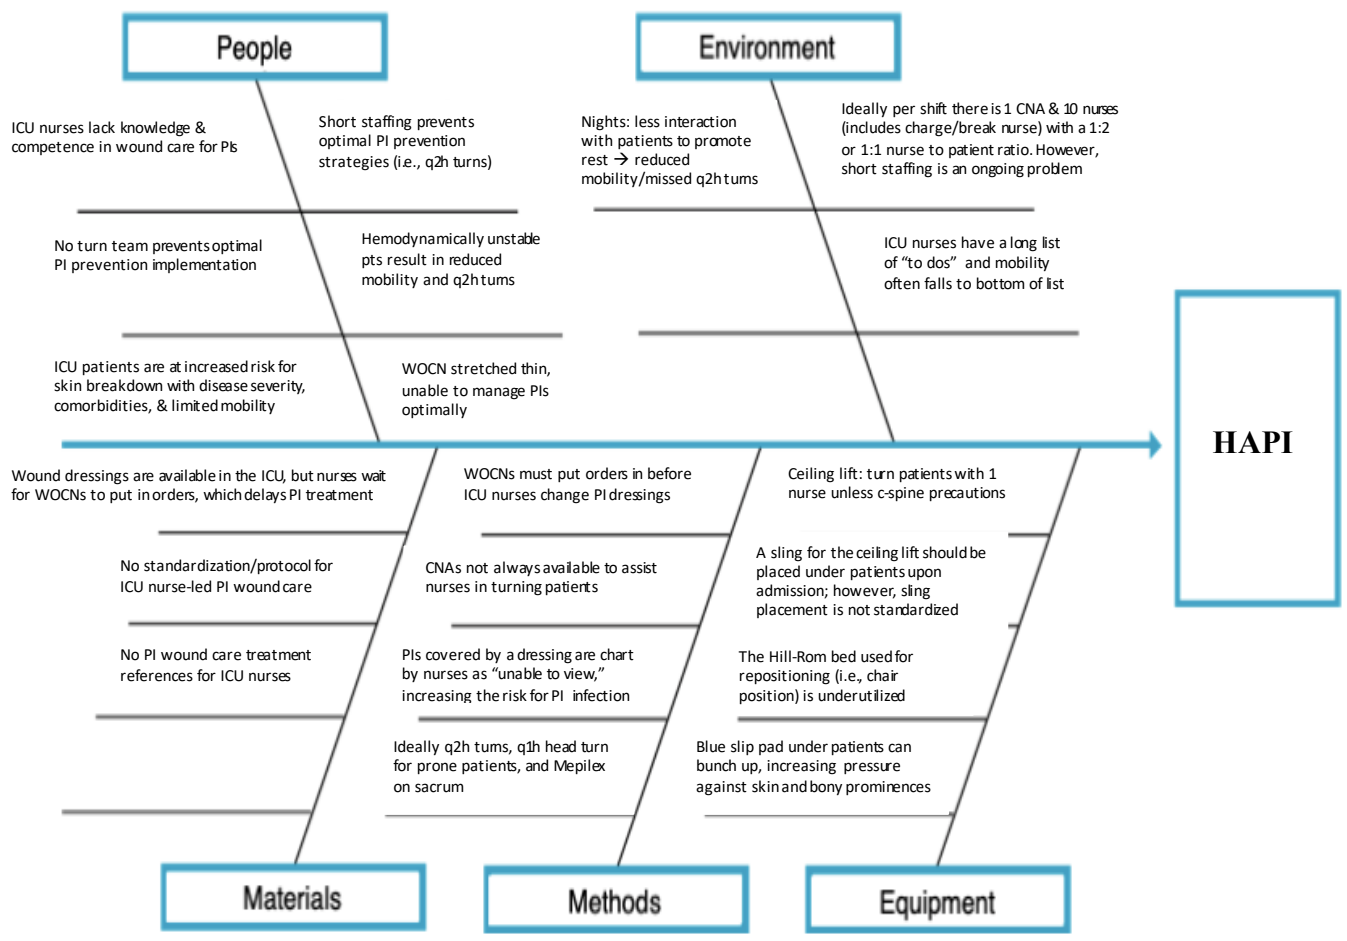 People
Environment
ICU nurses lack knowledge &
competence in wound care for PIs
Short staffing prevents
optimal PI prevention
strategies (i.e., q2h turns)
Nights: less interaction
with patients to promote
rest → reduced
mobility/missed q2h turns
Ideally per shift there is 1 CNA & 10 nurses
(includes charge/break nurse) with a 1:2
or 1:1 nurse to patient ratio. However,
short staffing is an ongoing problem
No turn team prevents optimal
PI prevention implementation
Hemodynamically unstable
pts result in reduced
mobility and q2h turns
ICU nurses have a long list
of “to dos” and mobility
often falls to bottom of list
ICU patients are at increased risk for
skin breakdown with disease severity,
comorbidities, & limited mobility
WOCN stretched thin,
unable to manage PIs
optimally
HAPI
Wound dressings are available in the ICU, but nurses wait
for WOCNs to put in orders, which delays PI treatment
WOCNs must put orders in before
ICU nurses change PI dressings
Ceiling lift: turn patients with 1
nurse unless c-spine precautions
No standardization/protocol for
ICU nurse-led PI wound care
CNAs not always available to assist
nurses in turning patients
A sling for the ceiling lift should be
placed under patients upon
admission; however, sling
placement is not standardized
No PI wound care treatment
references for ICU nurses
PIs covered by a dressing are chart
by nurses as “unable to view,”
increasing the risk for PI infection
The Hill-Rom bed used for
repositioning (i.e., chair
position) is underutilized
Ideally q2h turns, q1h head turn
for prone patients, and Mepilex
on sacrum
Blue slip pad under patients can
bunch up, increasing pressure
against skin and bony prominences
Materials
Methods
Equipment